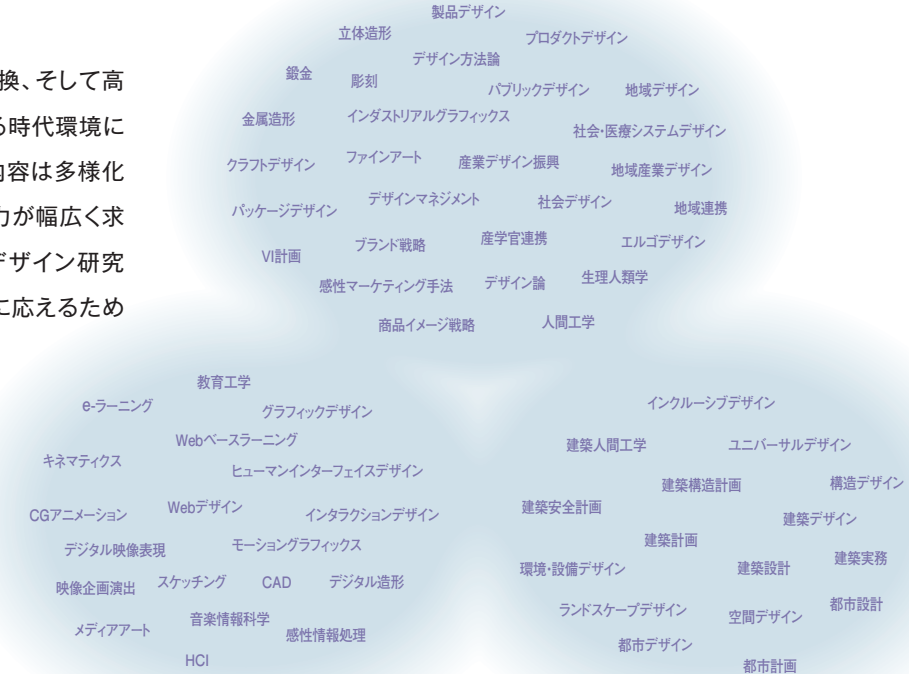 換、そして高
る時代環境に
内容は多様化
力が幅広く求
デザイン研究
に応えるため
製品デザイン
立体造形
プロダクトデザイン
デザイン方法論
鍛金
彫刻
パブリックデザイン
地域デザイン
金属造形
インダストリアルグラフィックス
社会・医療システムデザイン
クラフトデザイン
ファインアート
産業デザイン振興
地域産業デザイン
パッケージデザイン
デザインマネジメント
社会デザイン
地域連携
VI計画
ブランド戦略
産学官連携
エルゴデザイン
感性マーケティング手法
デザイン論
生理人類学
商品イメージ戦略
人間工学
教育工学
e-ラーニング
グラフィックデザイン
Webベースラーニング
キネマティクス
ヒューマンインターフェイスデザイン
CGアニメーション
Webデザイン
インタラクションデザイン
デジタル映像表現
モーショングラフィックス
映像企画演出
スケッチング
CAD
デジタル造形
メディアアート
音楽情報科学
感性情報処理
HCI
インクルーシブデザイン
建築人間工学
ユニバーサルデザイン
建築構造計画
構造デザイン
建築安全計画
建築デザイン
建築計画
環境・設備デザイン
建築設計
建築実務
ランドスケープデザイン
空間デザイン
都市設計
都市デザイン
都市計画